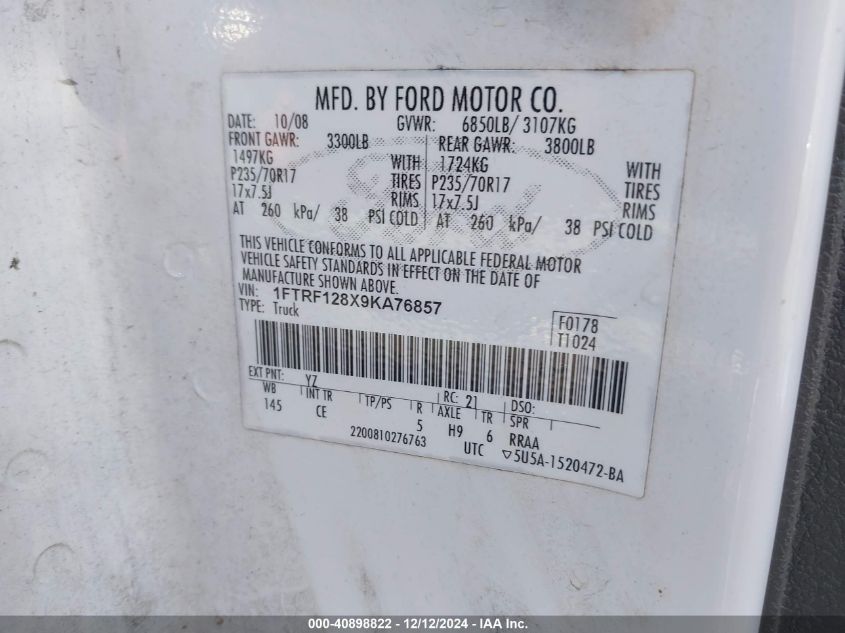 MFD. BY FORD MOTOR CO.
DATE: 10/08 GVWR: 6850LB/ 3107KG
FRONT GAWR: 3300LB REAR GAWR: 3800LB
1497KG WITH 1724KG WITH
P235/70R17 TIRES P235/70R17 TIRES
17x7.5J RIMS 17x7.5J RIMS
AT 260 kPa/ 38 PSI COLD AT 260 kPa/ 38 PSI COLD
THIS VEHICLE CONFORMS TO ALL APPLICABLE FEDERAL MOTOR
VEHICLE SAFETY STANDARDS IN EFFECT ON THE DATE OF
MANUFACTURE SHOWN ABOVE.
VIN: 1FTRF128X9KA76857
TYPE: Truck
F0178
T1024
EXT PNT: YZ RC: 21 DSO:
WB INT TR TP/PS R AXLE TR SPR
145 CE 5 H9 6 RRAA
2200810276763 UTC ▽5U5A-1520472-BA
Ford
000-40898822 - 12/12/2024 - IAAI Inc.